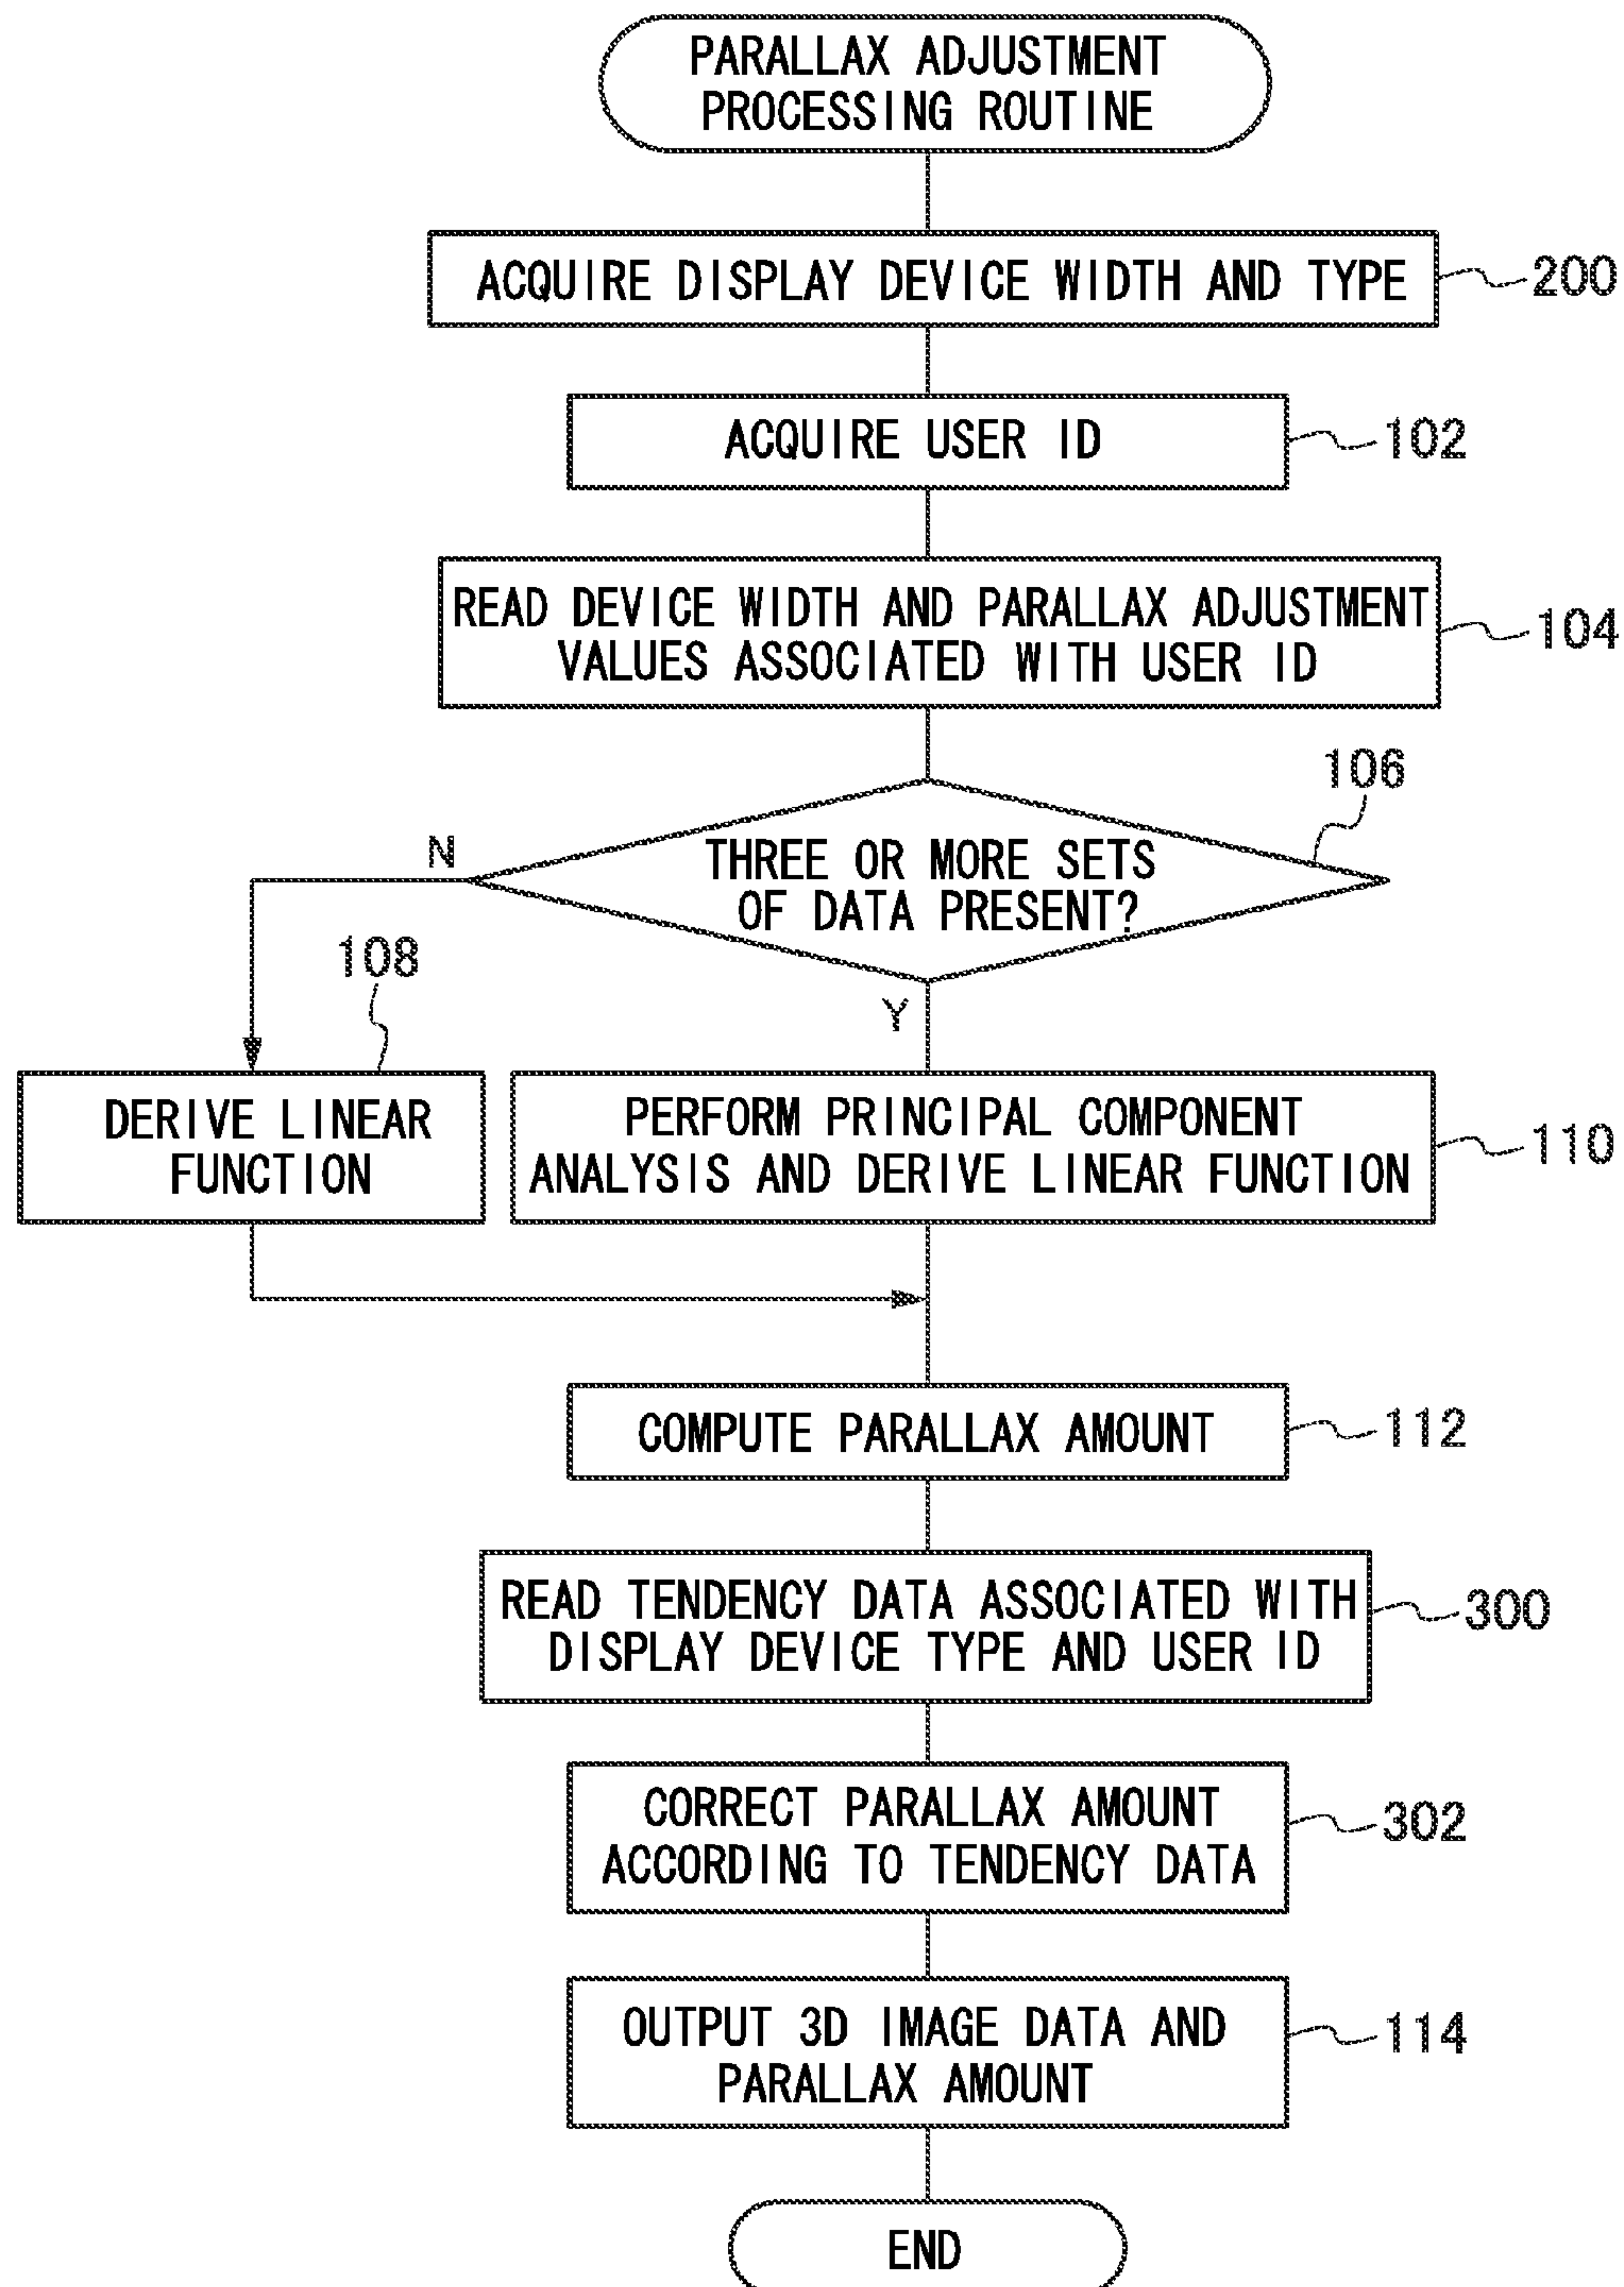 PARALLAX ADJUSTMENT
PROCESSING ROUTINE
ACQUIRE DISPLAY DEVICE WIDTH AND TYPE
200
ACQUIRE USER ID
102
READ DEVICE WIDTH AND PARALLAX ADJUSTMENT
VALUES ASSOCIATED WITH USER ID
104
106
THREE OR MORE SETS
OF DATA PRESENT?
N
Y
108
DERIVE LINEAR
FUNCTION
PERFORM PRINCIPAL COMPONENT
ANALYSIS AND DERIVE LINEAR FUNCTION
110
COMPUTE PARALLAX AMOUNT
112
READ TENDENCY DATA ASSOCIATED WITH
DISPLAY DEVICE TYPE AND USER ID
300
CORRECT PARALLAX AMOUNT
ACCORDING TO TENDENCY DATA
302
OUTPUT 3D IMAGE DATA AND
PARALLAX AMOUNT
114
END